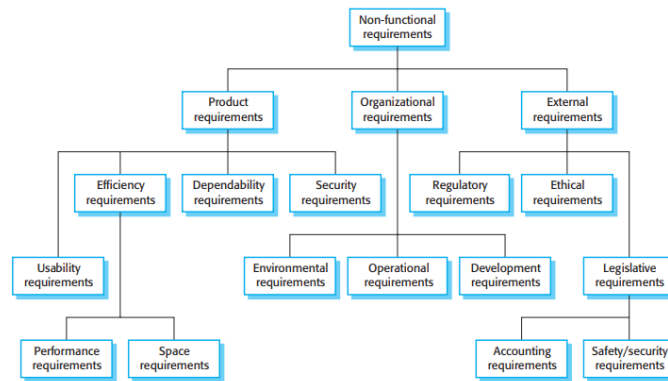 Non-functional
requirements
Product
requirements
Organizational
requirements
External
requirements
Efficiency
requirements
Dependability
requirements
Security
requirements
Regulatory
requirements
Ethical
requirements
Usability
requirements
Environmental
requirements
Operational
requirements
Development
requirements
Legislative
requirements
Performance
requirements
Space
requirements
Accounting
requirements
Safety/security
requirements